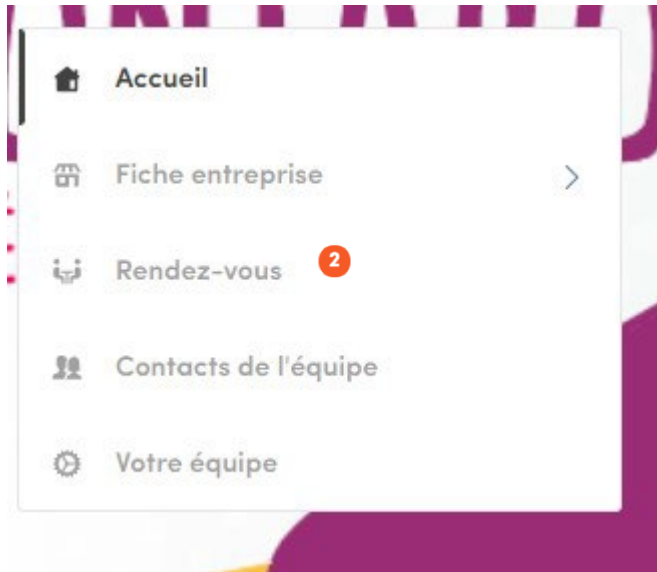 Accueil
Fiche entreprise
Rendez-vous 2
Contacts de l'équipe
Votre équipe